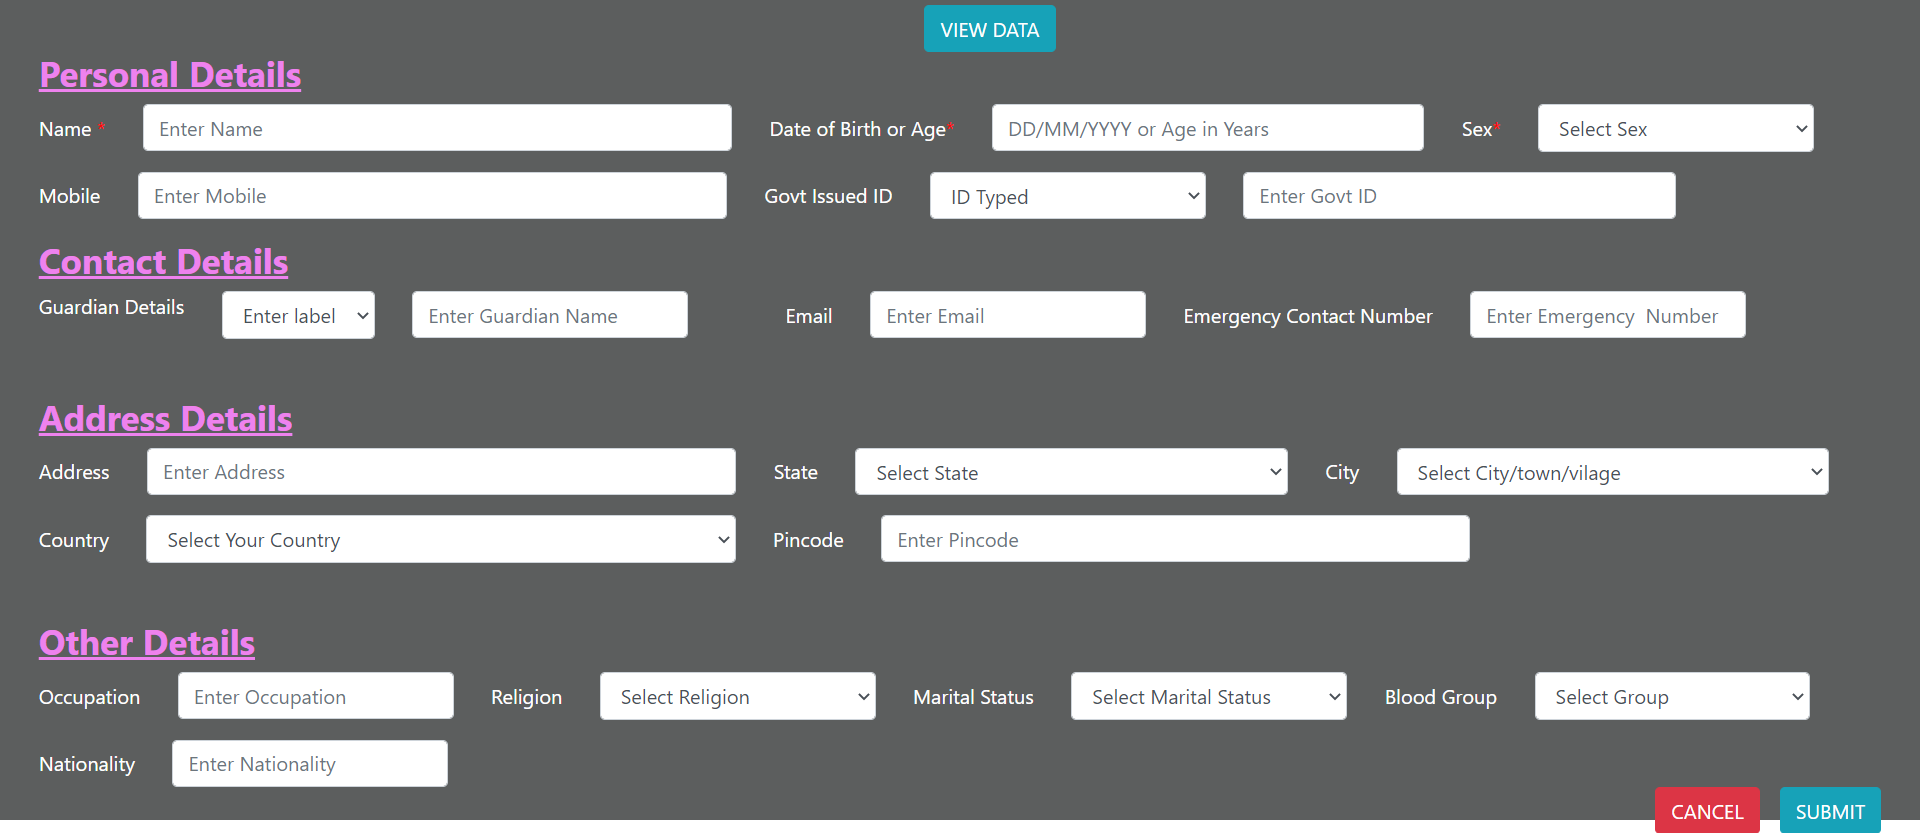 VIEW DATA
Personal Details
Name * Enter Name Date of Birth or Age* DD/MM/YYYY or Age in Years Sex* Select Sex
Mobile Enter Mobile Govt Issued ID ID Typed Enter Govt ID
Contact Details
Guardian Details Enter label Enter Guardian Name Email Enter Email Emergency Contact Number Enter Emergency  Number
Address Details
Address Enter Address State Select State City Select City/town/vilage
Country Select Your Country Pincode Enter Pincode
Other Details
Occupation Enter Occupation Religion Select Religion Marital Status Select Marital Status Blood Group Select Group
Nationality Enter Nationality
CANCEL SUBMIT